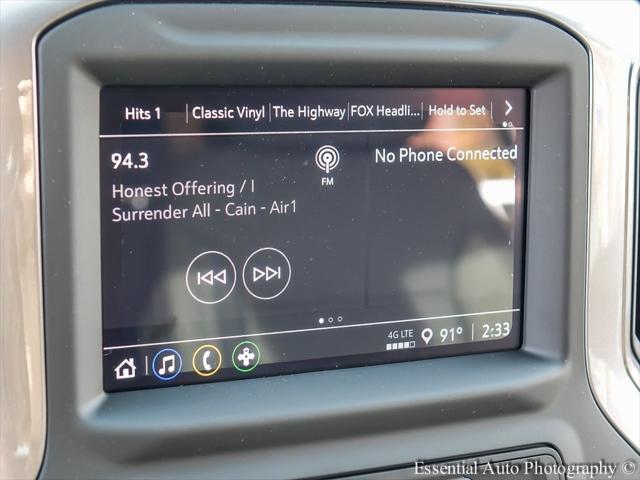 Hits 1 Classic Vinyl The Highway FOX Headli... Hold to Set
94.3 FM No Phone Connected
Honest Offering / I
Surrender All - Cain - Air1
4G LTE 91° 2:33
Essential Auto Photography